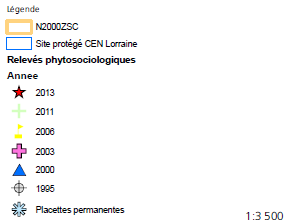 Légende
N2000ZSC
Site protégé CEN Lorraine
Relevés phytosociologiques
Annee
2013
2011
2006
2003
2000
1995
Placettes permanentes
1:3 500